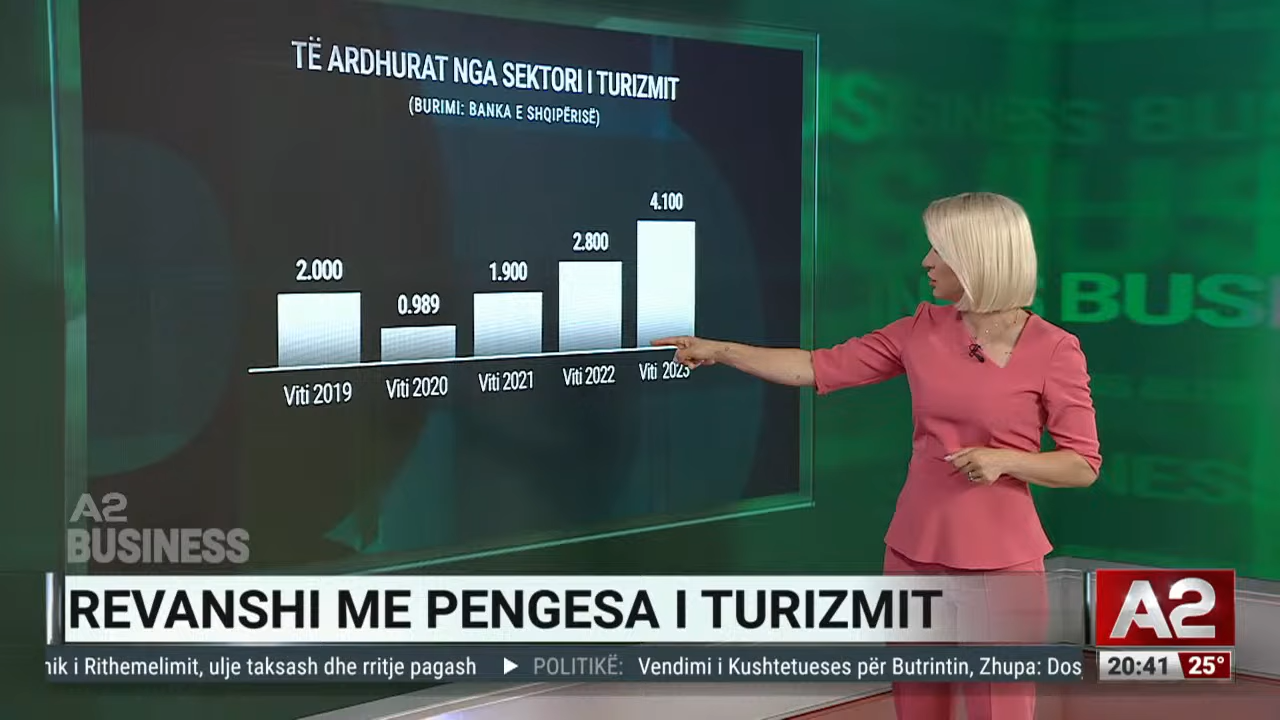 TË ARDHURAT NGA SEKTORI I TURIZMIT
(BURIMI: BANKA E SHQIPËRISË)
4.100
2.800
2.000
1.900
0.989
Viti 2019
Viti 2020
Viti 2021
Viti 2022
Viti 2023
BUSINESS
BUS
A2
BUSINESS
REVANSHI ME PENGESA I TURIZMIT
A2
i Rithemelimit, ulje taksash dhe rritje pagash
POLITIKË: Vendimi i Kushtetueses për Butrintin, Zhupa: Dos
20:41 25°